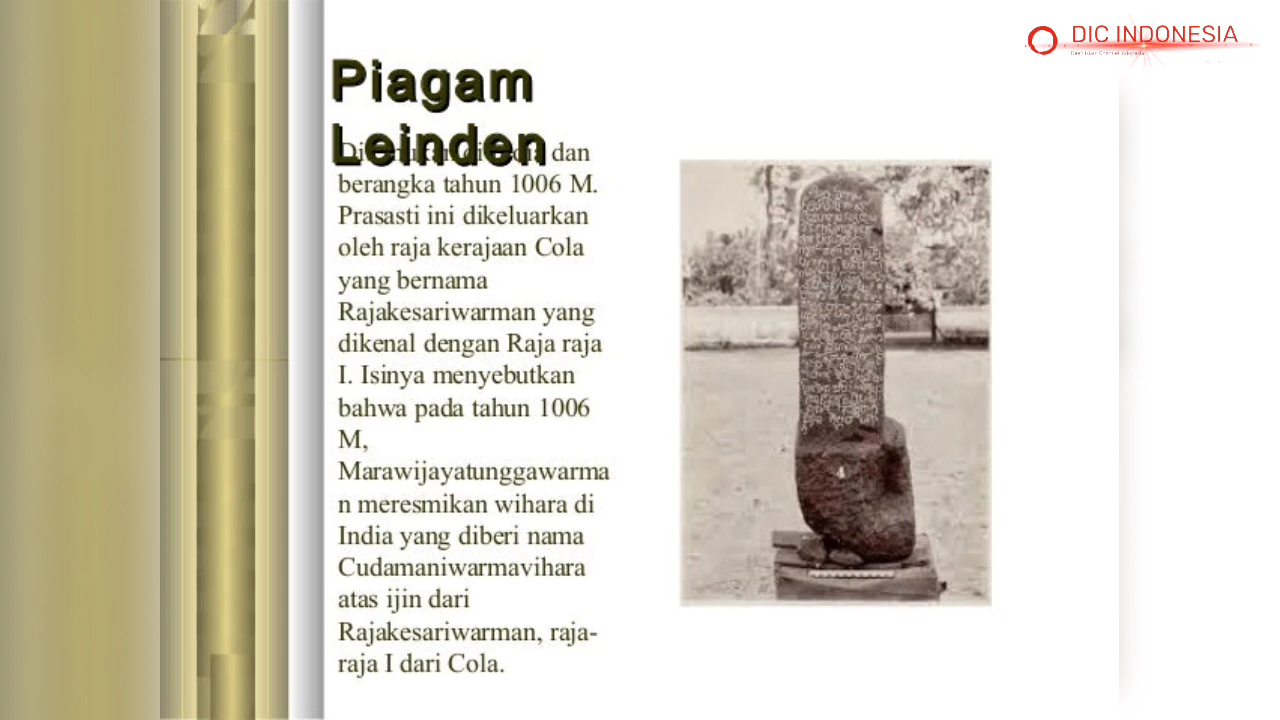 DIC INDONESIA
Piagam
Leinden
dan
berangka tahun 1006 M.
Prasasti ini dikeluarkan
oleh raja kerajaan Cola
yang bernama
Rajakesariwarman yang
dikenal dengan Raja raja
I. Isinya menyebutkan
bahwa pada tahun 1006
M,
Marawijayatunggawarma
n meresmikan wihara di
India yang diberi nama
Cudamaniwarmavihara
atas ijin dari
Rajakesariwarman, raja-
raja I dari Cola.
4